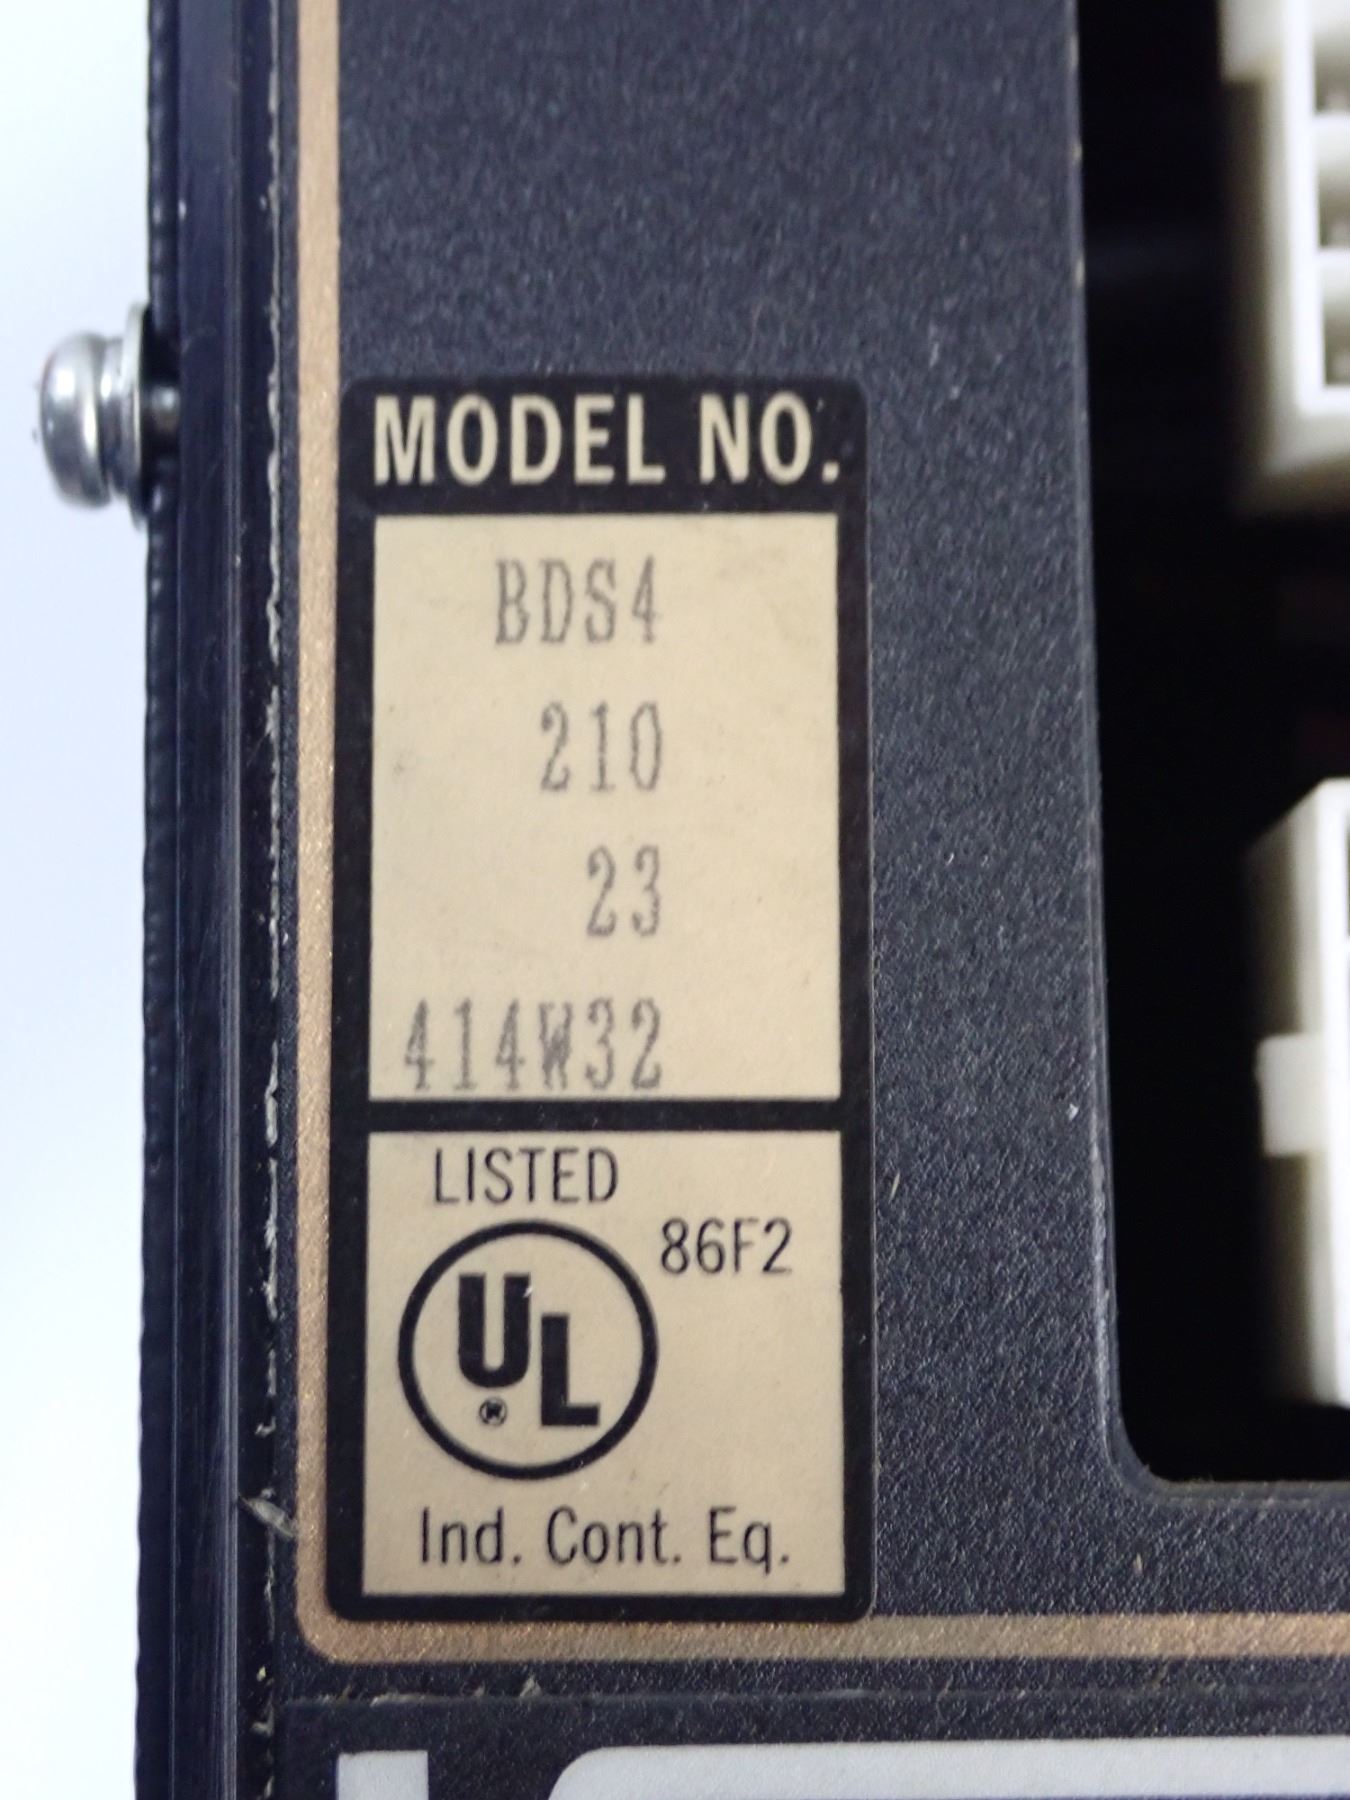 MODEL NO.
BDS4
210
23
414W32
LISTED
86F2
UL
®
Ind. Cont. Eq.